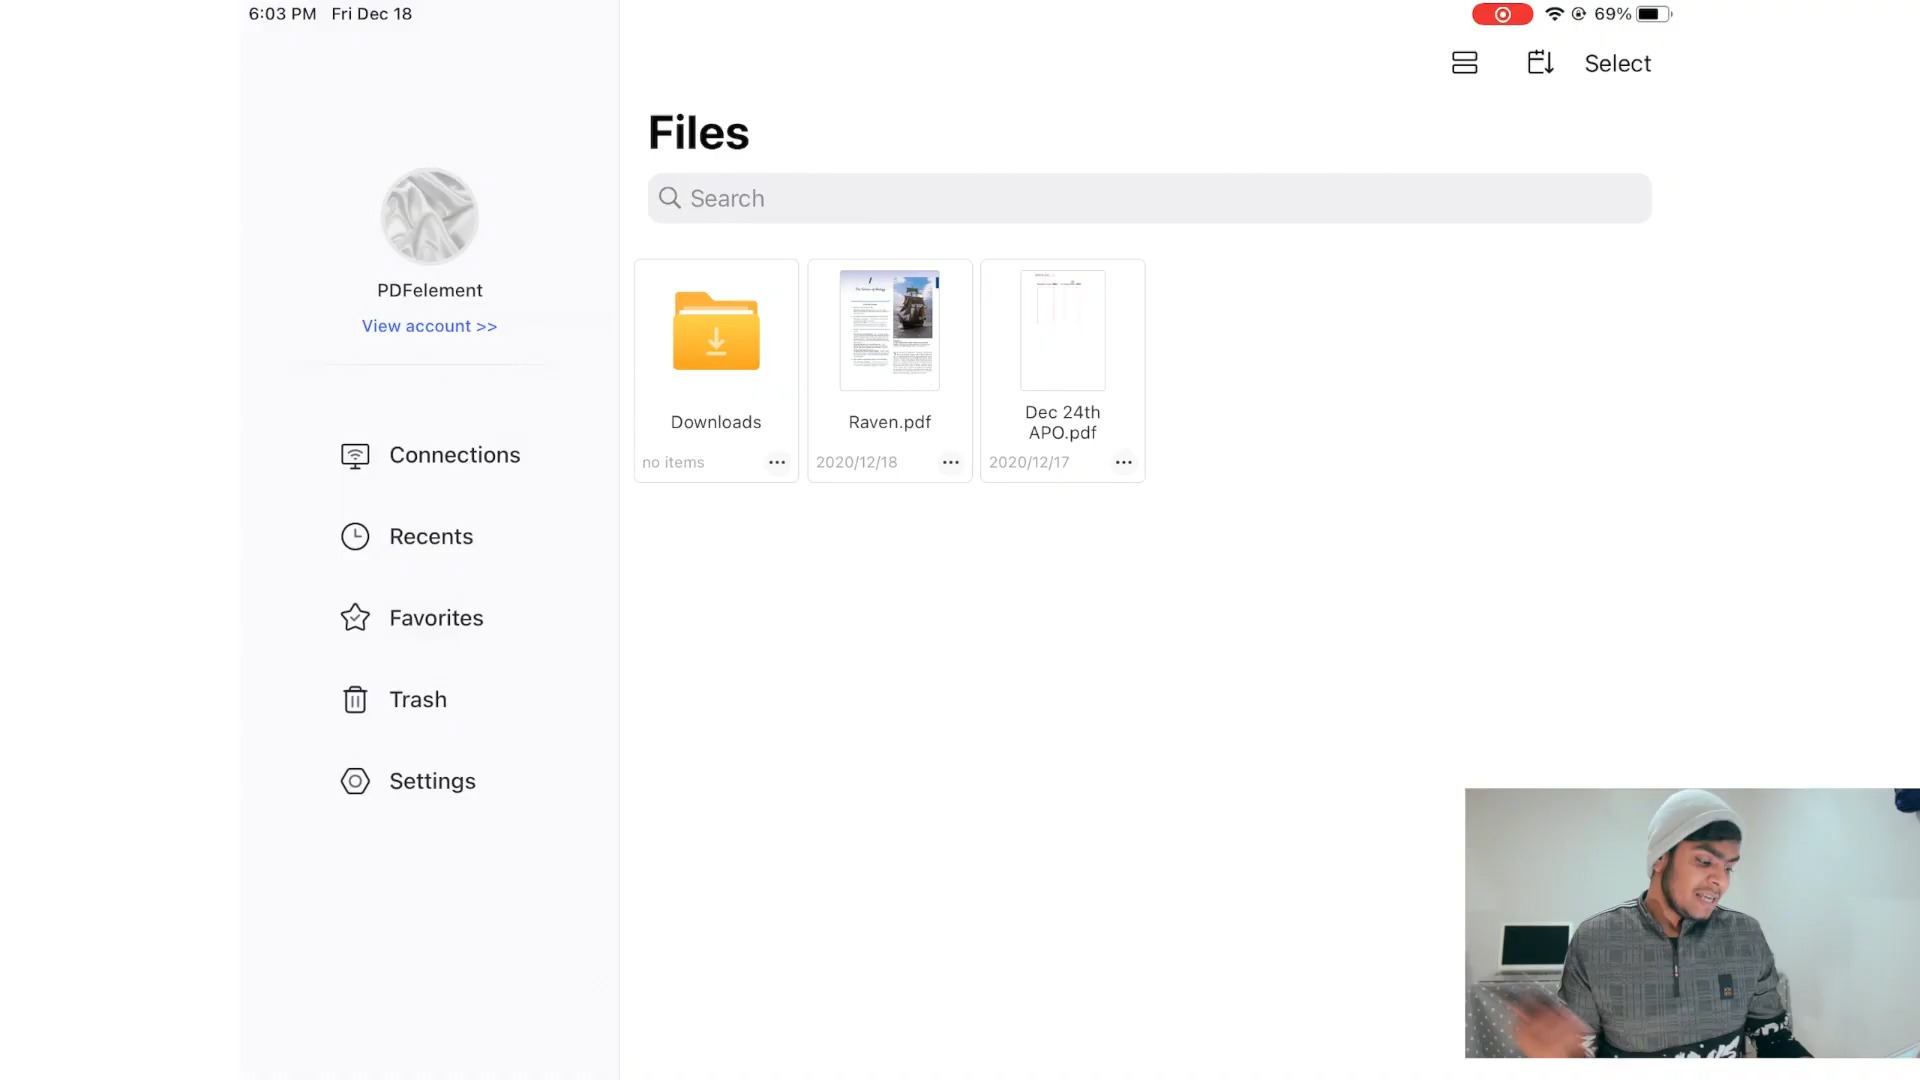 6:03 PM Fri Dec 18
69%
Select
Files
Search
PDFelement
View account >>
Connections
Recents
Favorites
Trash
Settings
Downloads
no items
Raven.pdf
2020/12/18
Dec 24th
APO.pdf
2020/12/17